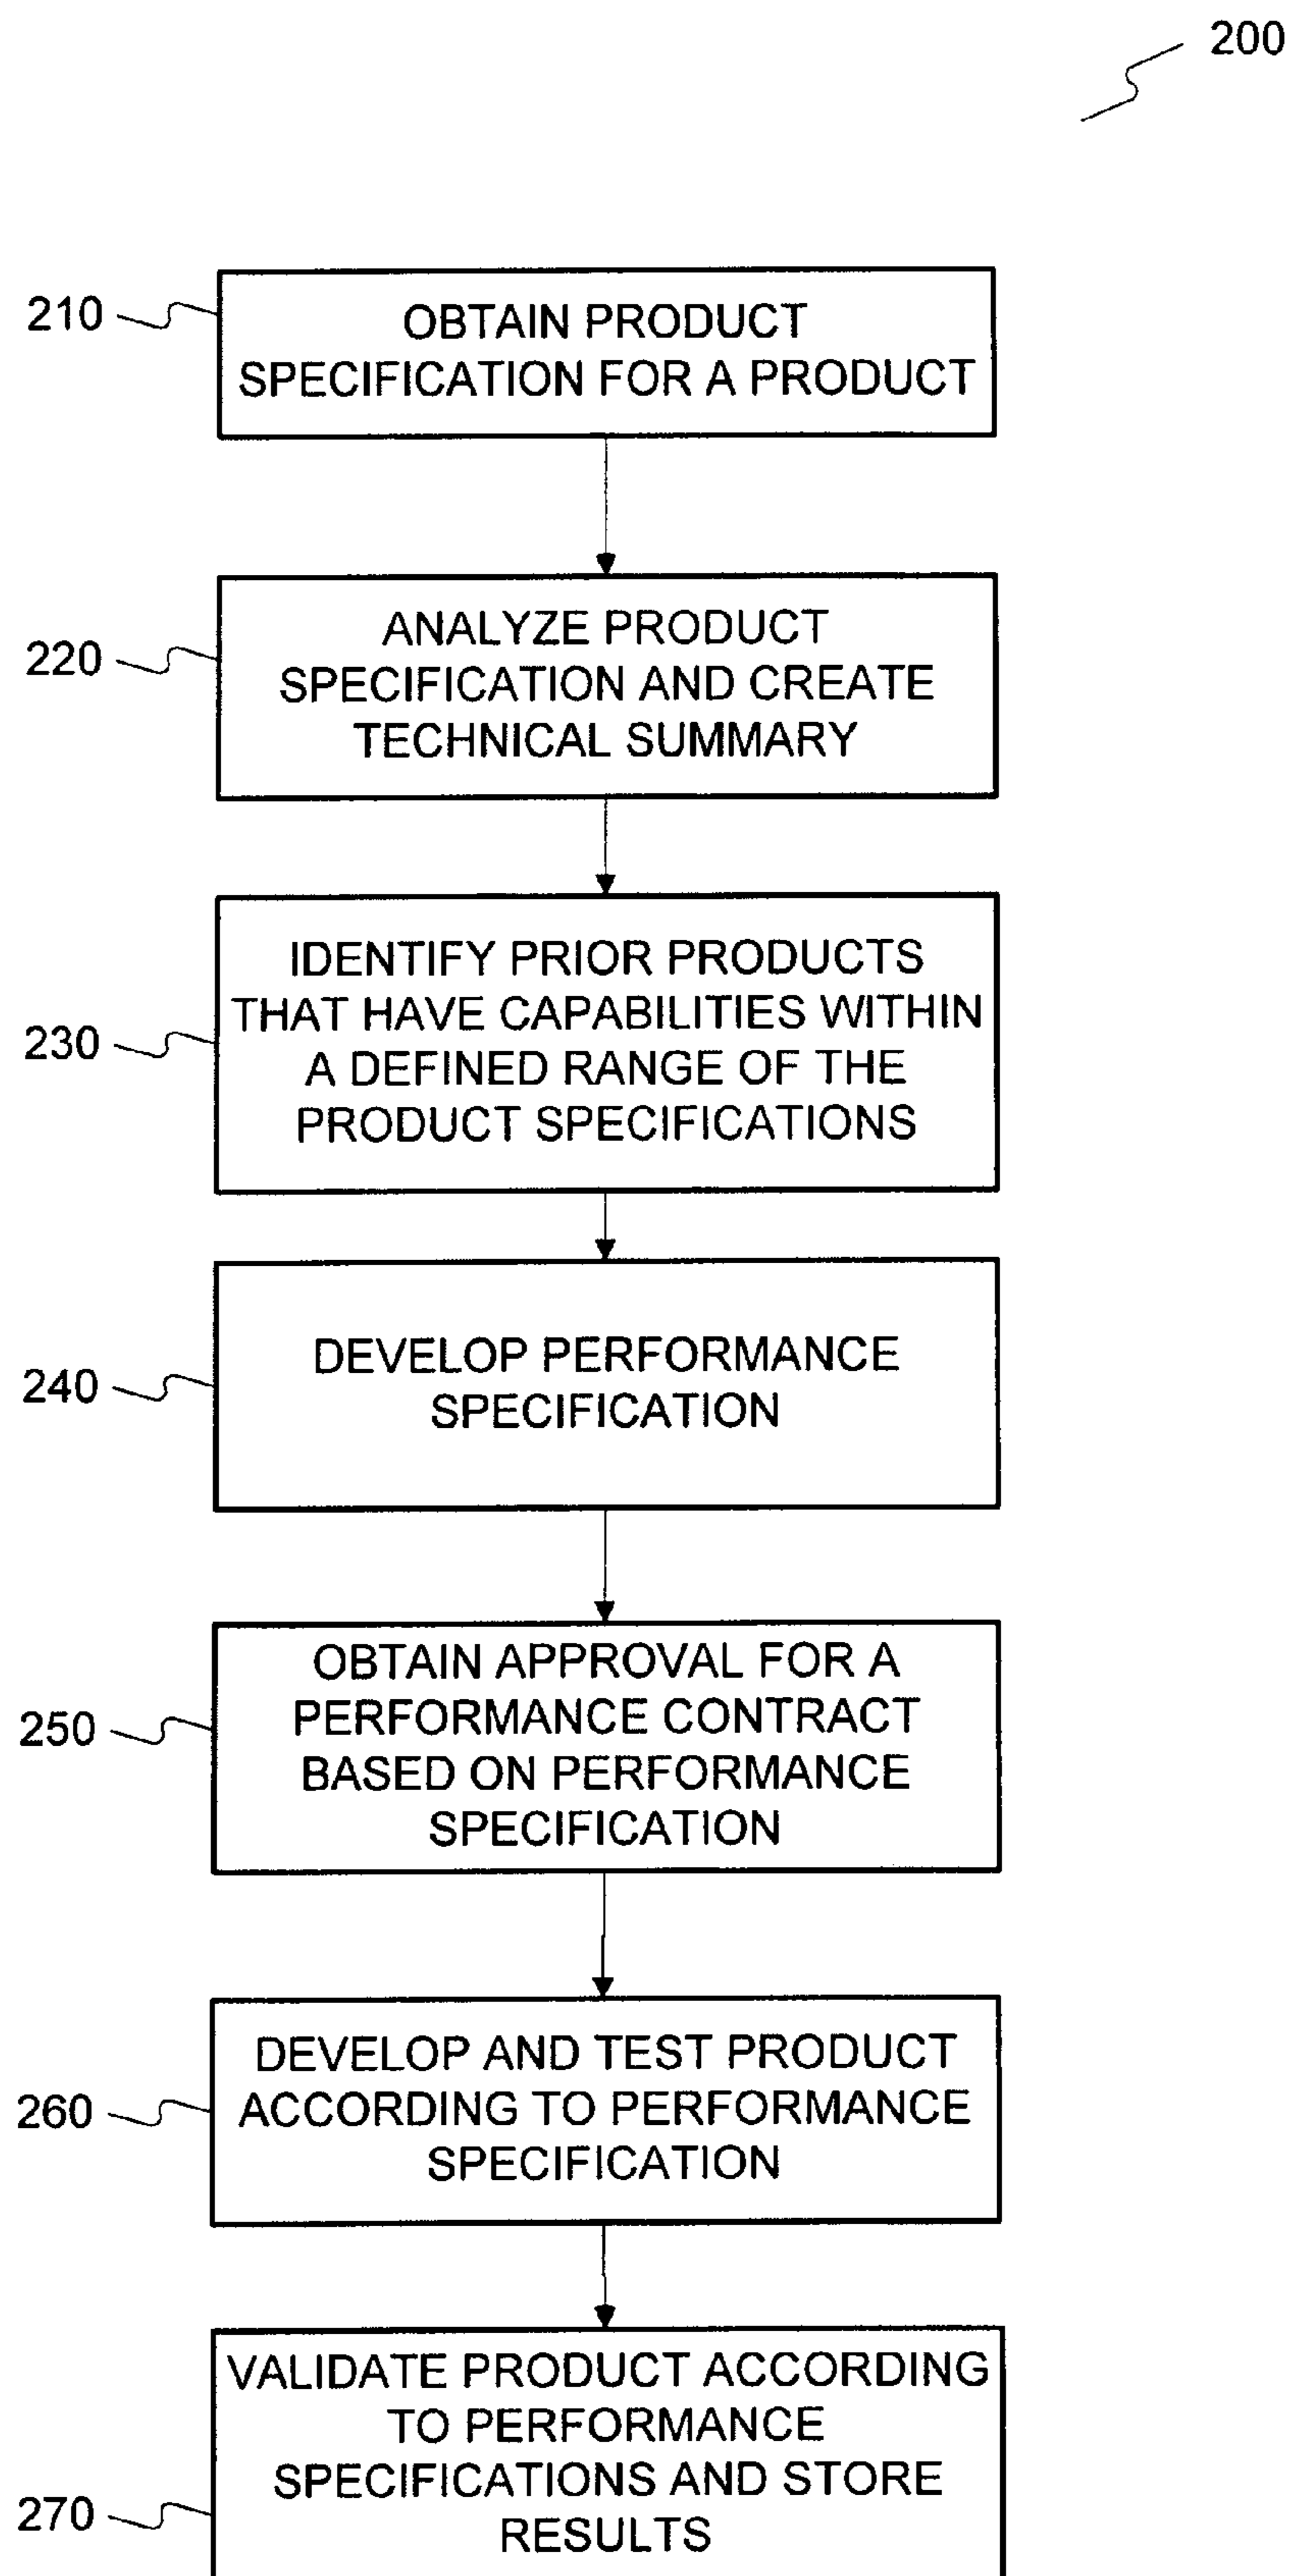 200
210
OBTAIN PRODUCT
SPECIFICATION FOR A PRODUCT
220
ANALYZE PRODUCT
SPECIFICATION AND CREATE
TECHNICAL SUMMARY
230
IDENTIFY PRIOR PRODUCTS
THAT HAVE CAPABILITIES WITHIN
A DEFINED RANGE OF THE
PRODUCT SPECIFICATIONS
240
DEVELOP PERFORMANCE
SPECIFICATION
250
OBTAIN APPROVAL FOR A
PERFORMANCE CONTRACT
BASED ON PERFORMANCE
SPECIFICATION
260
DEVELOP AND TEST PRODUCT
ACCORDING TO PERFORMANCE
SPECIFICATION
270
VALIDATE PRODUCT ACCORDING
TO PERFORMANCE
SPECIFICATIONS AND STORE
RESULTS